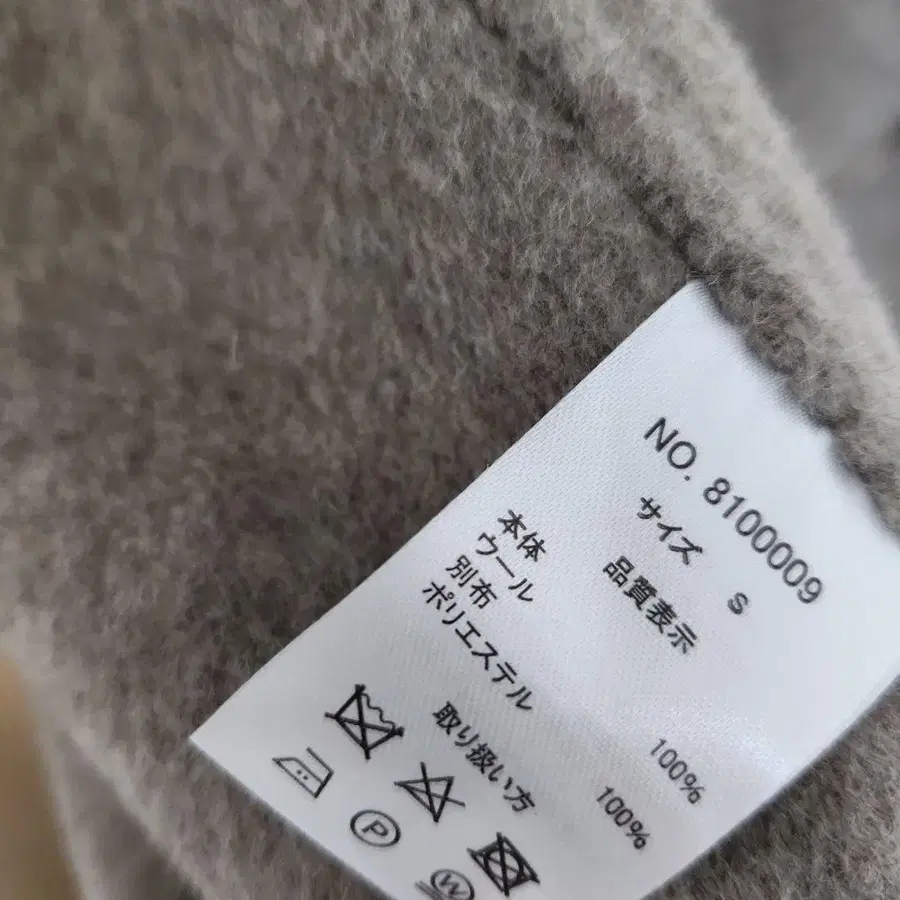 NO. 8100009
サイズ S
品質表示
本体
ウール 100%
別布
ポリエステル 100%
取り扱い方
P
W